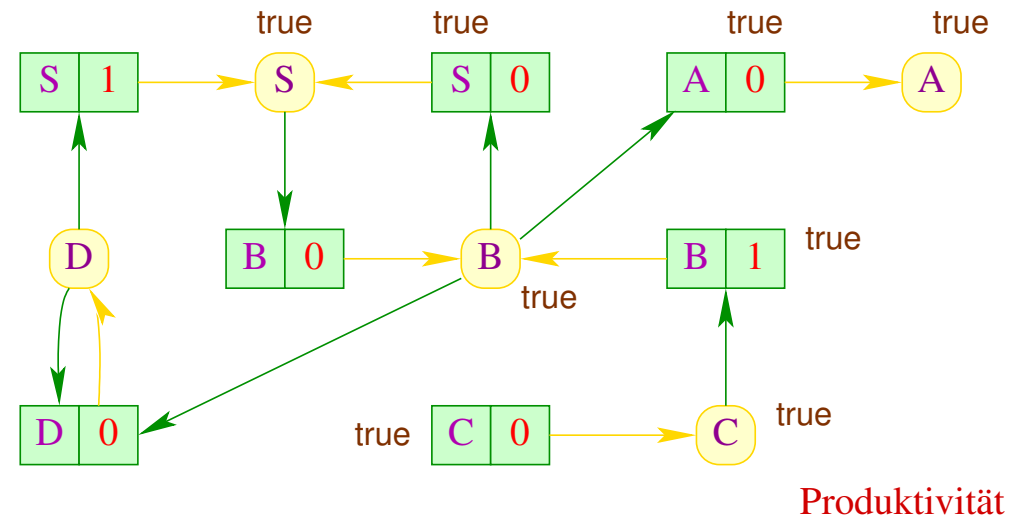 true true true true
S 1 S S 0 A 0 A
D B 0 B B 1 true
true
D 0 true C 0 C true
Produktivität